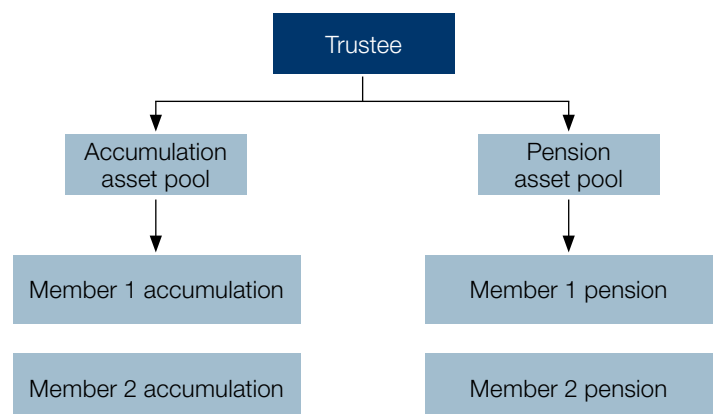 Trustee
Accumulation
asset pool
Pension
asset pool
Member 1 accumulation
Member 1 pension
Member 2 accumulation
Member 2 pension